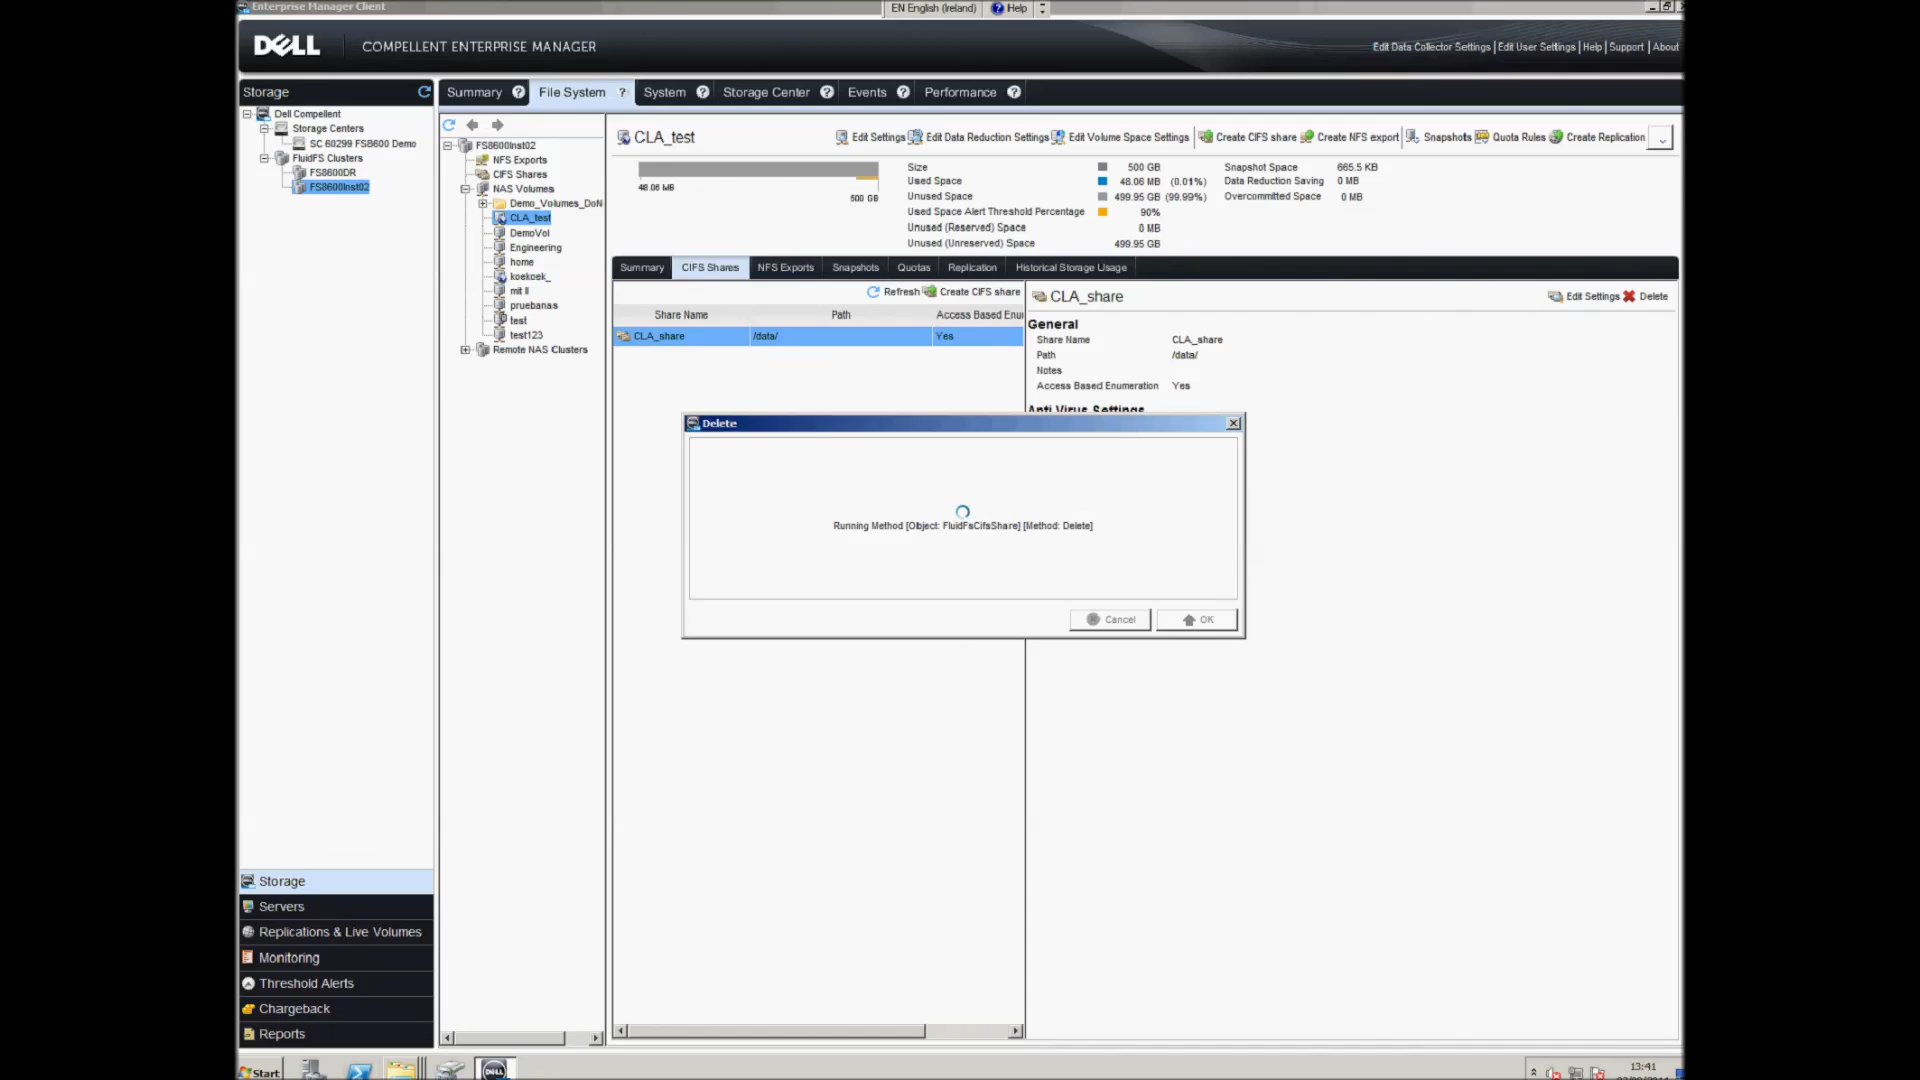 Enterprise Manager Client
EN English (Ireland) Help
DELL COMPELLENT ENTERPRISE MANAGER
Edit Data Collector Settings | Edit User Settings | Help | Support | About
Storage
Dell Compellent
Storage Centers
SC 60299 FS8600 Demo
FluidFS Clusters
FS8600DR
FS8600Inst02
Summary ? File System ? System ? Storage Center ? Events ? Performance ?
FS8600Inst02
NFS Exports
CIFS Shares
NAS Volumes
Demo_Volumes_DoN
CLA_test
DemoVol
Engineering
home
koekoek_
mit II
pruebanas
test
test123
Remote NAS Clusters
CLA_test
Edit Settings Edit Data Reduction Settings Edit Volume Space Settings Create CIFS share Create NFS export Snapshots Quota Rules Create Replication
48.06 MB
500 GB
Size 500 GB
Used Space 48.06 MB (0.01%)
Unused Space 499.95 GB (99.99%)
Used Space Alert Threshold Percentage 90%
Unused (Reserved) Space 0 MB
Unused (Unreserved) Space 499.95 GB
Snapshot Space 665.5 KB
Data Reduction Saving 0 MB
Overcommitted Space 0 MB
Summary CIFS Shares NFS Exports Snapshots Quotas Replication Historical Storage Usage
Refresh Create CIFS share
Share Name Path Access Based Enu
CLA_share /data/ Yes
CLA_share
Edit Settings Delete
General
Share Name CLA_share
Path /data/
Notes
Access Based Enumeration Yes
Anti Virus Settings
Delete
Running Method [Object: FluidFsCifsShare] [Method: Delete]
Cancel OK
Storage
Servers
Replications & Live Volumes
Monitoring
Threshold Alerts
Chargeback
Reports
Start
DELL
13:41